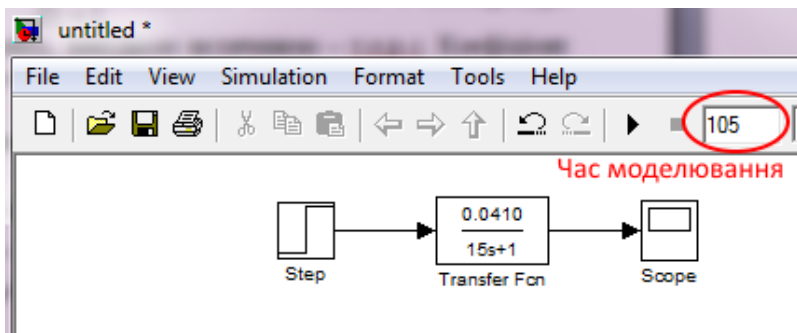 untitled *
File Edit View Simulation Format Tools Help
105
Час моделювання
0.0410
15s+1
Step
Transfer Fcn
Scope